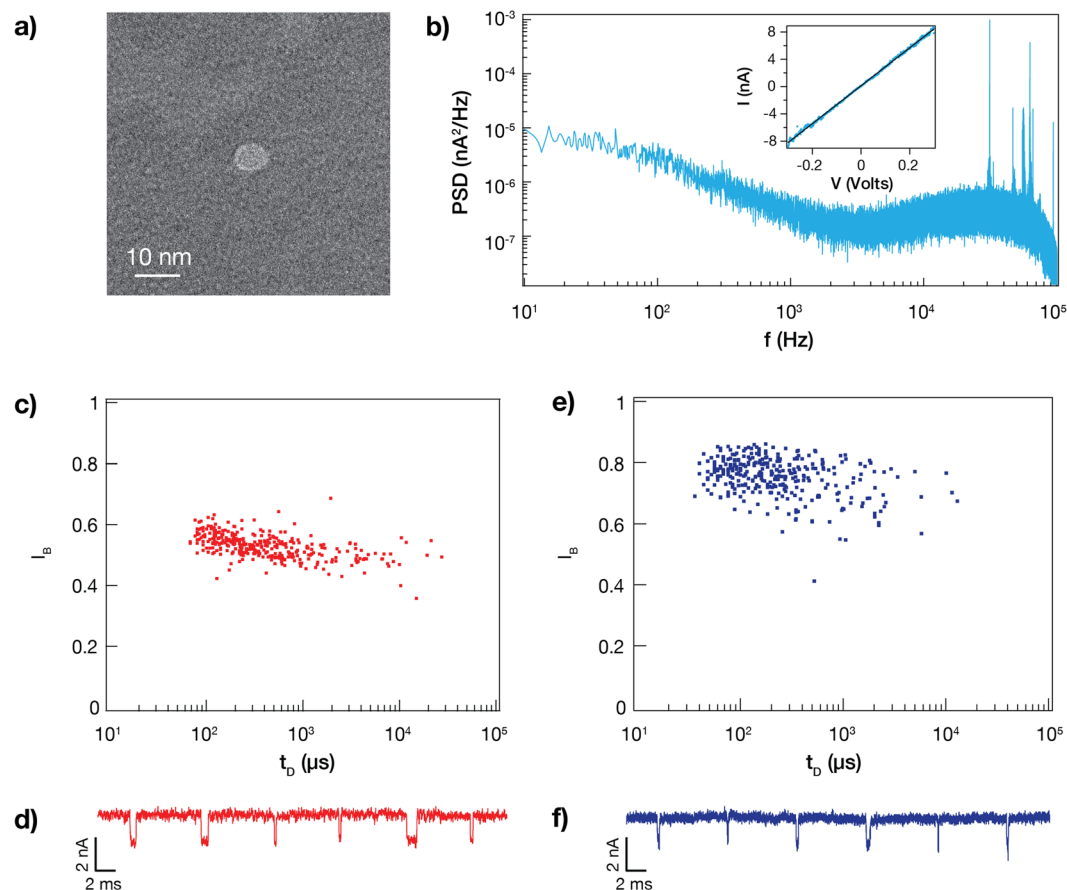 a)
10 nm
b)
PSD (nA²/Hz)
10⁻³
10⁻⁴
10⁻⁵
10⁻⁶
10⁻⁷
10¹
10²
10³
10⁴
10⁵
f (Hz)
I (nA)
8
4
0
-4
-8
-0.2
0
0.2
V (Volts)
c)
I_B
1
0.8
0.6
0.4
0.2
0
10¹
10²
10³
10⁴
10⁵
t_D (µs)
e)
I_B
1
0.8
0.6
0.4
0.2
0
10¹
10²
10³
10⁴
10⁵
t_D (µs)
d)
2 nA
2 ms
f)
2 nA
2 ms